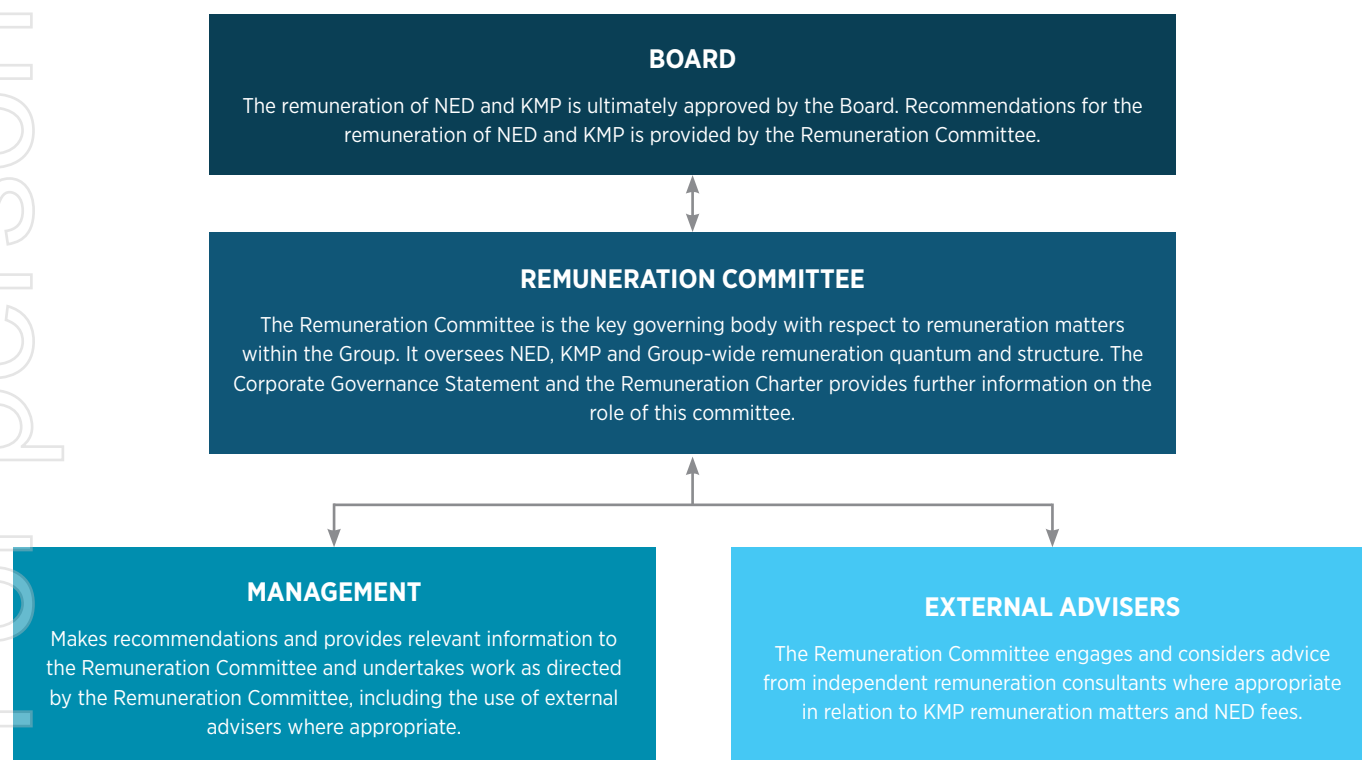 BOARD
The remuneration of NED and KMP is ultimately approved by the Board. Recommendations for the
remuneration of NED and KMP is provided by the Remuneration Committee.
REMUNERATION COMMITTEE
The Remuneration Committee is the key governing body with respect to remuneration matters
within the Group. It oversees NED, KMP and Group-wide remuneration quantum and structure. The
Corporate Governance Statement and the Remuneration Charter provides further information on the
role of this committee.
MANAGEMENT
Makes recommendations and provides relevant information to
the Remuneration Committee and undertakes work as directed
by the Remuneration Committee, including the use of external
advisers where appropriate.
EXTERNAL ADVISERS
The Remuneration Committee engages and considers advice
from independent remuneration consultants where appropriate
in relation to KMP remuneration matters and NED fees.